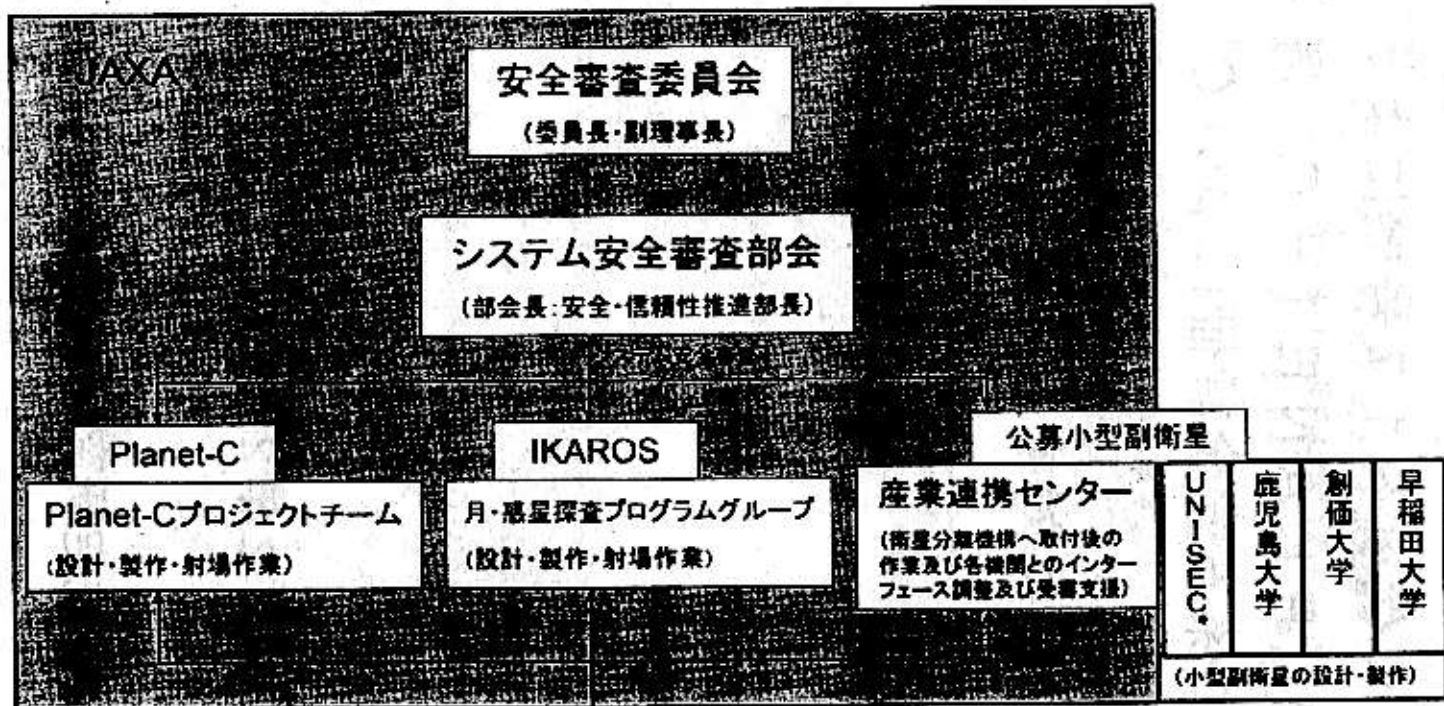 JAXA
安全審査委員会
(委員長・副理事長)
システム安全審査部会
(部会長:安全・信頼性推進部長)
Planet-C
IKAROS
公募小型副衛星
Planet-Cプロジェクトチーム
(設計・製作・射場作業)
月・惑星探査プログラムグループ
(設計・製作・射場作業)
産業連携センター
(衛星分離機構へ取付後の
作業及び各機関とのインター
フェース調整及び受審支援)
UNISEC*
鹿児島大学
創価大学
早稲田大学
(小型副衛星の設計・製作)